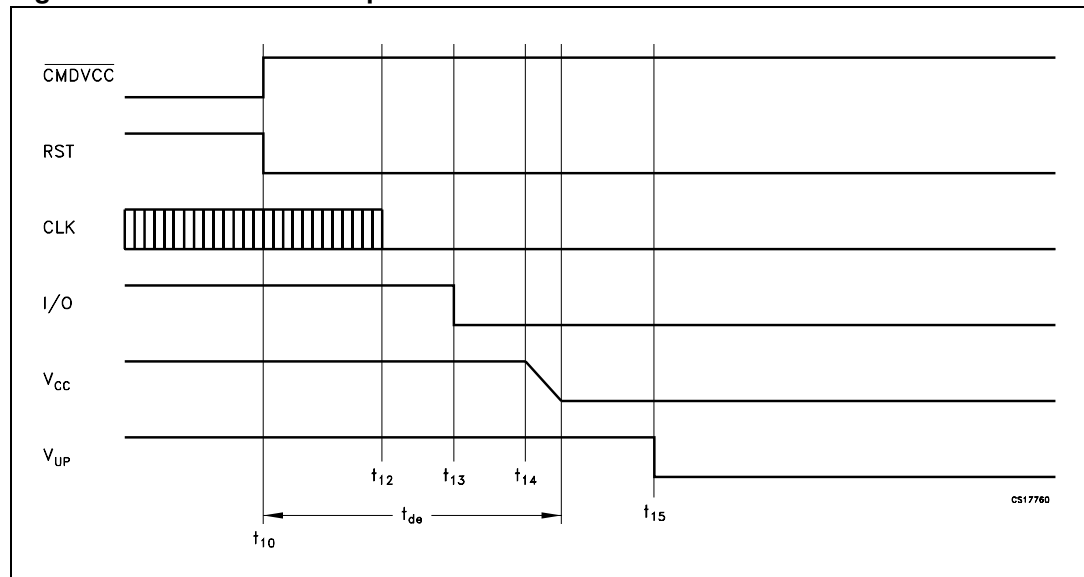 CMDVCC
RST
CLK
I/O
VCC
VUP
t12 t13 t14
tde
t15
t10
CS17760